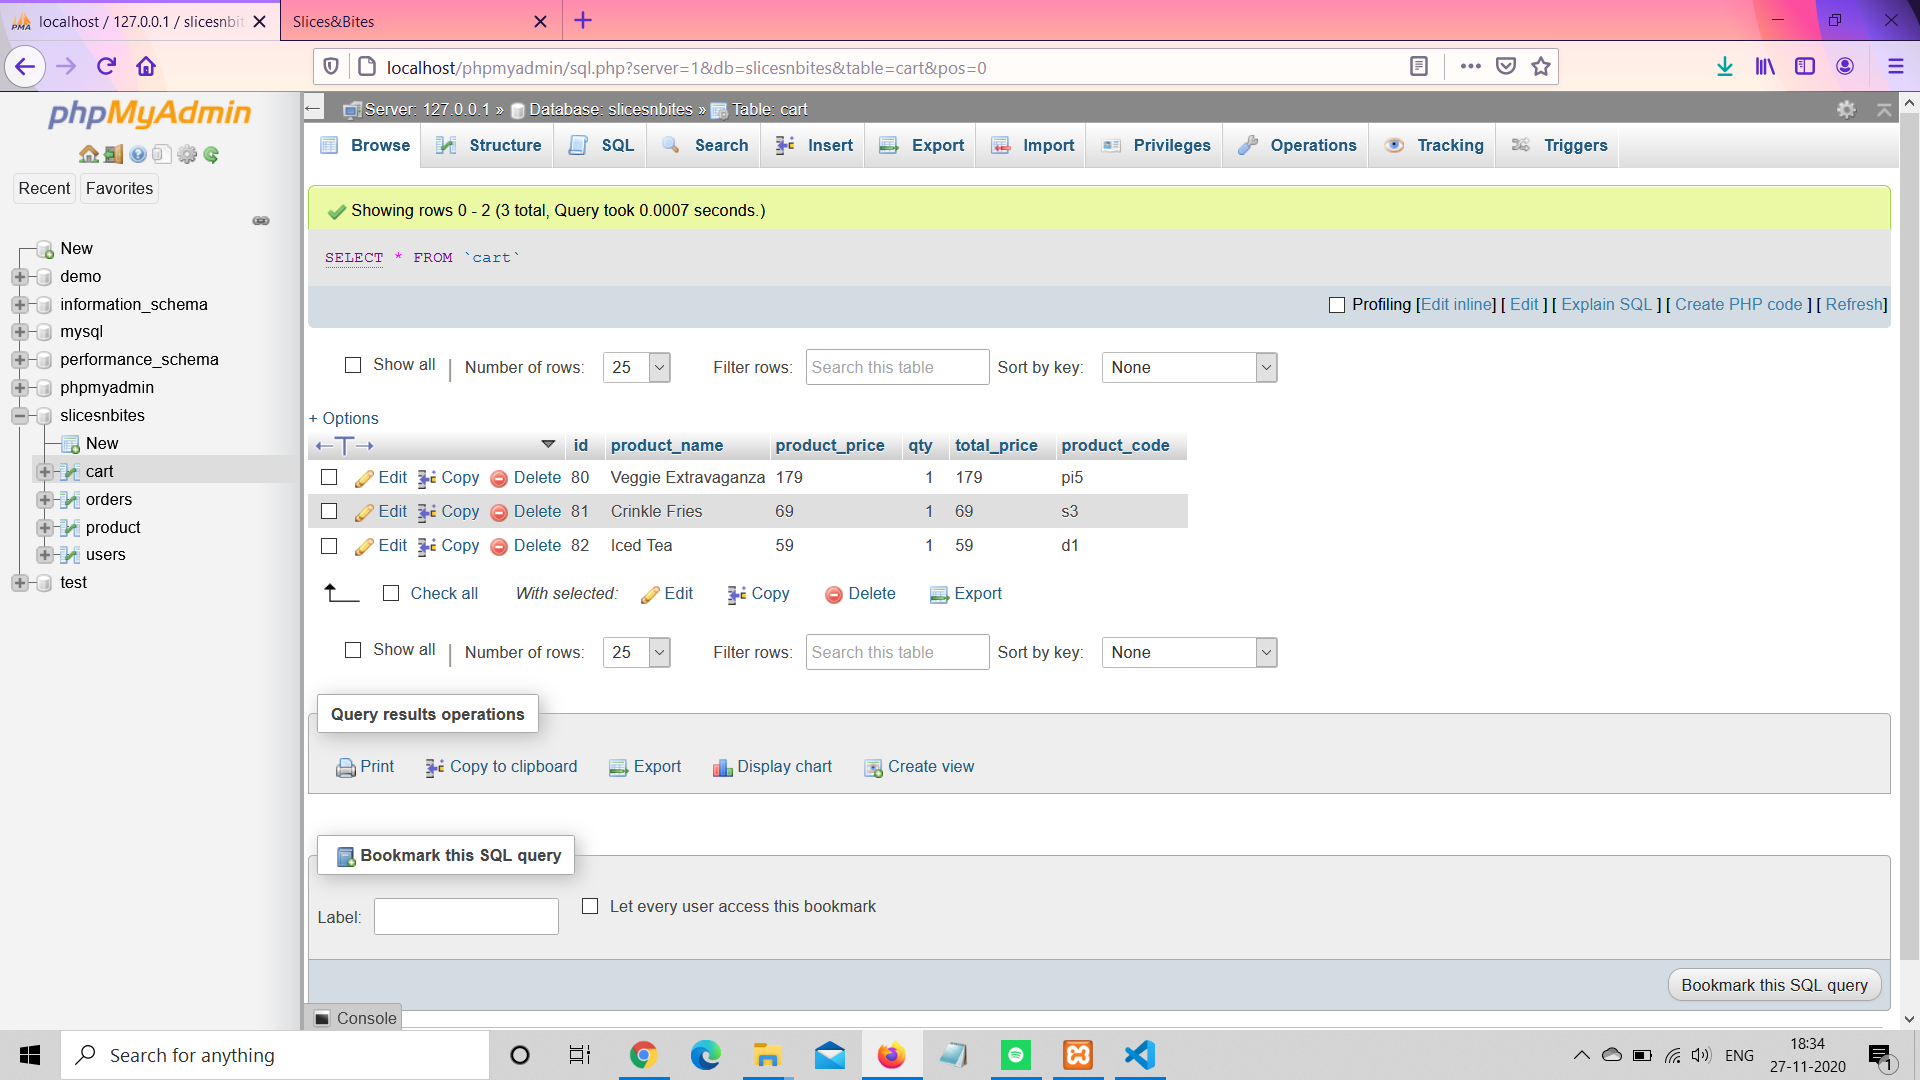 localhost / 127.0.0.1 / slicesnbit
Slices&Bites
localhost/phpmyadmin/sql.php?server=1&db=slicesnbites&table=cart&pos=0
phpMyAdmin
Server: 127.0.0.1 » Database: slicesnbites » Table: cart
Browse Structure SQL Search Insert Export Import Privileges Operations Tracking Triggers
Recent Favorites
New
demo
information_schema
mysql
performance_schema
phpmyadmin
slicesnbites
New
cart
orders
product
users
test
Showing rows 0 - 2 (3 total, Query took 0.0007 seconds.)
SELECT * FROM `cart`
Profiling [Edit inline] [ Edit ] [ Explain SQL ] [ Create PHP code ] [ Refresh]
Show all | Number of rows: 25 Filter rows: Search this table Sort by key: None
+ Options
←T→ id product_name product_price qty total_price product_code
Edit Copy Delete 80 Veggie Extravaganza 179 1 179 pi5
Edit Copy Delete 81 Crinkle Fries 69 1 69 s3
Edit Copy Delete 82 Iced Tea 59 1 59 d1
Check all With selected: Edit Copy Delete Export
Show all | Number of rows: 25 Filter rows: Search this table Sort by key: None
Query results operations
Print Copy to clipboard Export Display chart Create view
Bookmark this SQL query
Label: Let every user access this bookmark
Bookmark this SQL query
Console
Search for anything
ENG
18:34
27-11-2020
1